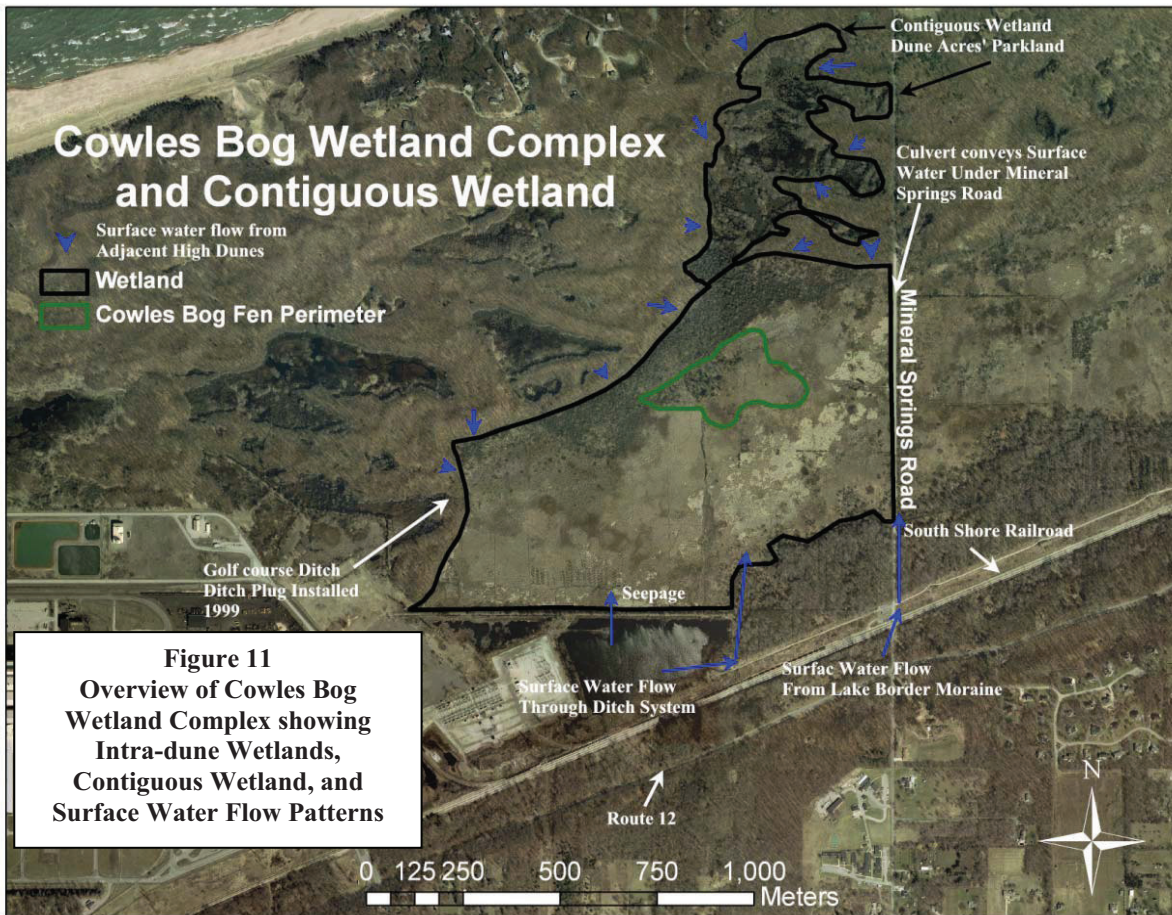 Contiguous Wetland
Dune Acres' Parkland
Cowles Bog Wetland Complex
and Contiguous Wetland
Culvert conveys Surface
Water Under Mineral
Springs Road
Surface water flow from
Adjacent High Dunes
Wetland
Cowles Bog Fen Perimeter
Mineral Springs Road
South Shore Railroad
Golf course Ditch
Ditch Plug Installed
1999
Seepage
Surface Water Flow
Through Ditch System
Surfac Water Flow
From Lake Border Moraine
Figure 11
Overview of Cowles Bog
Wetland Complex showing
Intra-dune Wetlands,
Contiguous Wetland, and
Surface Water Flow Patterns
Route 12
N
0 125 250 500 750 1,000
Meters